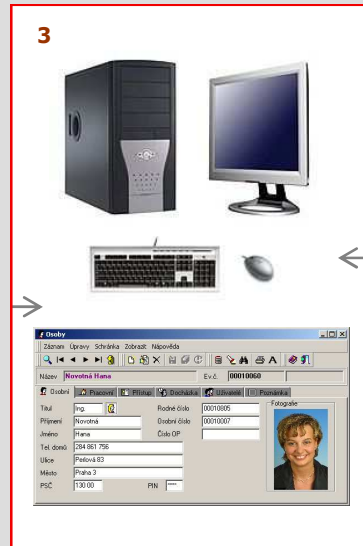 3
Osoby
Záznam Úpravy Schránka Zobrazit Nápověda
Název Novotná Hana Ev.č. 00010060
Osobní Pracovní Přístup Docházka Uživatelé Poznámka
Titul Ing. Rodné číslo 00010805 Fotografie
Příjmení Novotná Osobní číslo 00010007
Jméno Hana Číslo OP
Tel. domů 284 861 756
Ulice Perlová 83
Město Praha 3
PSČ 130 00 PIN ****